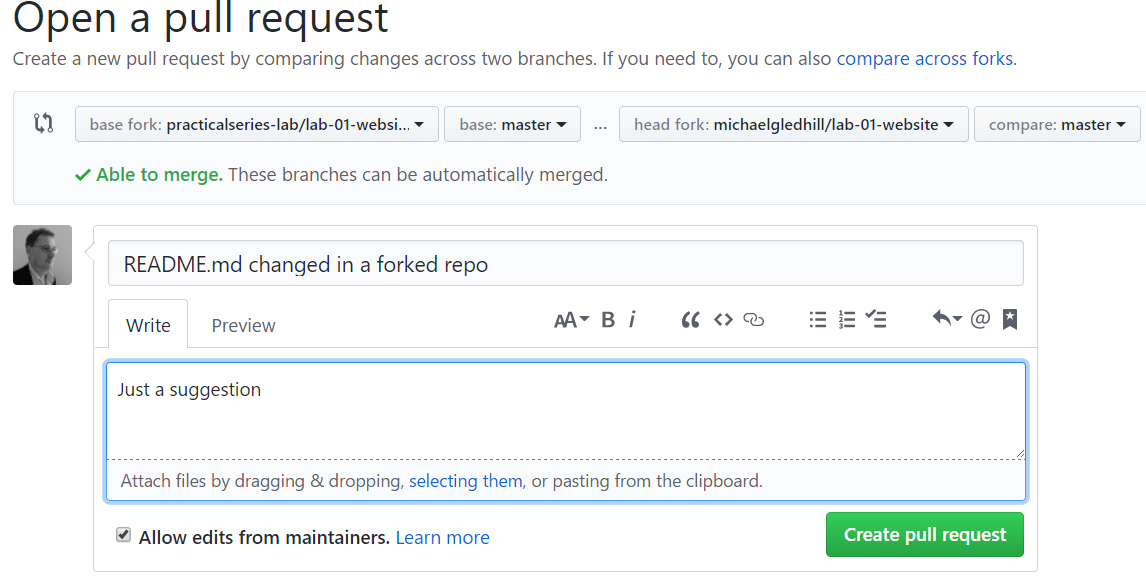 Open a pull request
Create a new pull request by comparing changes across two branches. If you need to, you can also compare across forks.
base fork: practicalseries-lab/lab-01-websi... base: master ... head fork: michaelgledhill/lab-01-website compare: master
Able to merge. These branches can be automatically merged.
README.md changed in a forked repo
Write Preview AA B i @
Just a suggestion
Attach files by dragging & dropping, selecting them, or pasting from the clipboard.
Allow edits from maintainers. Learn more
Create pull request